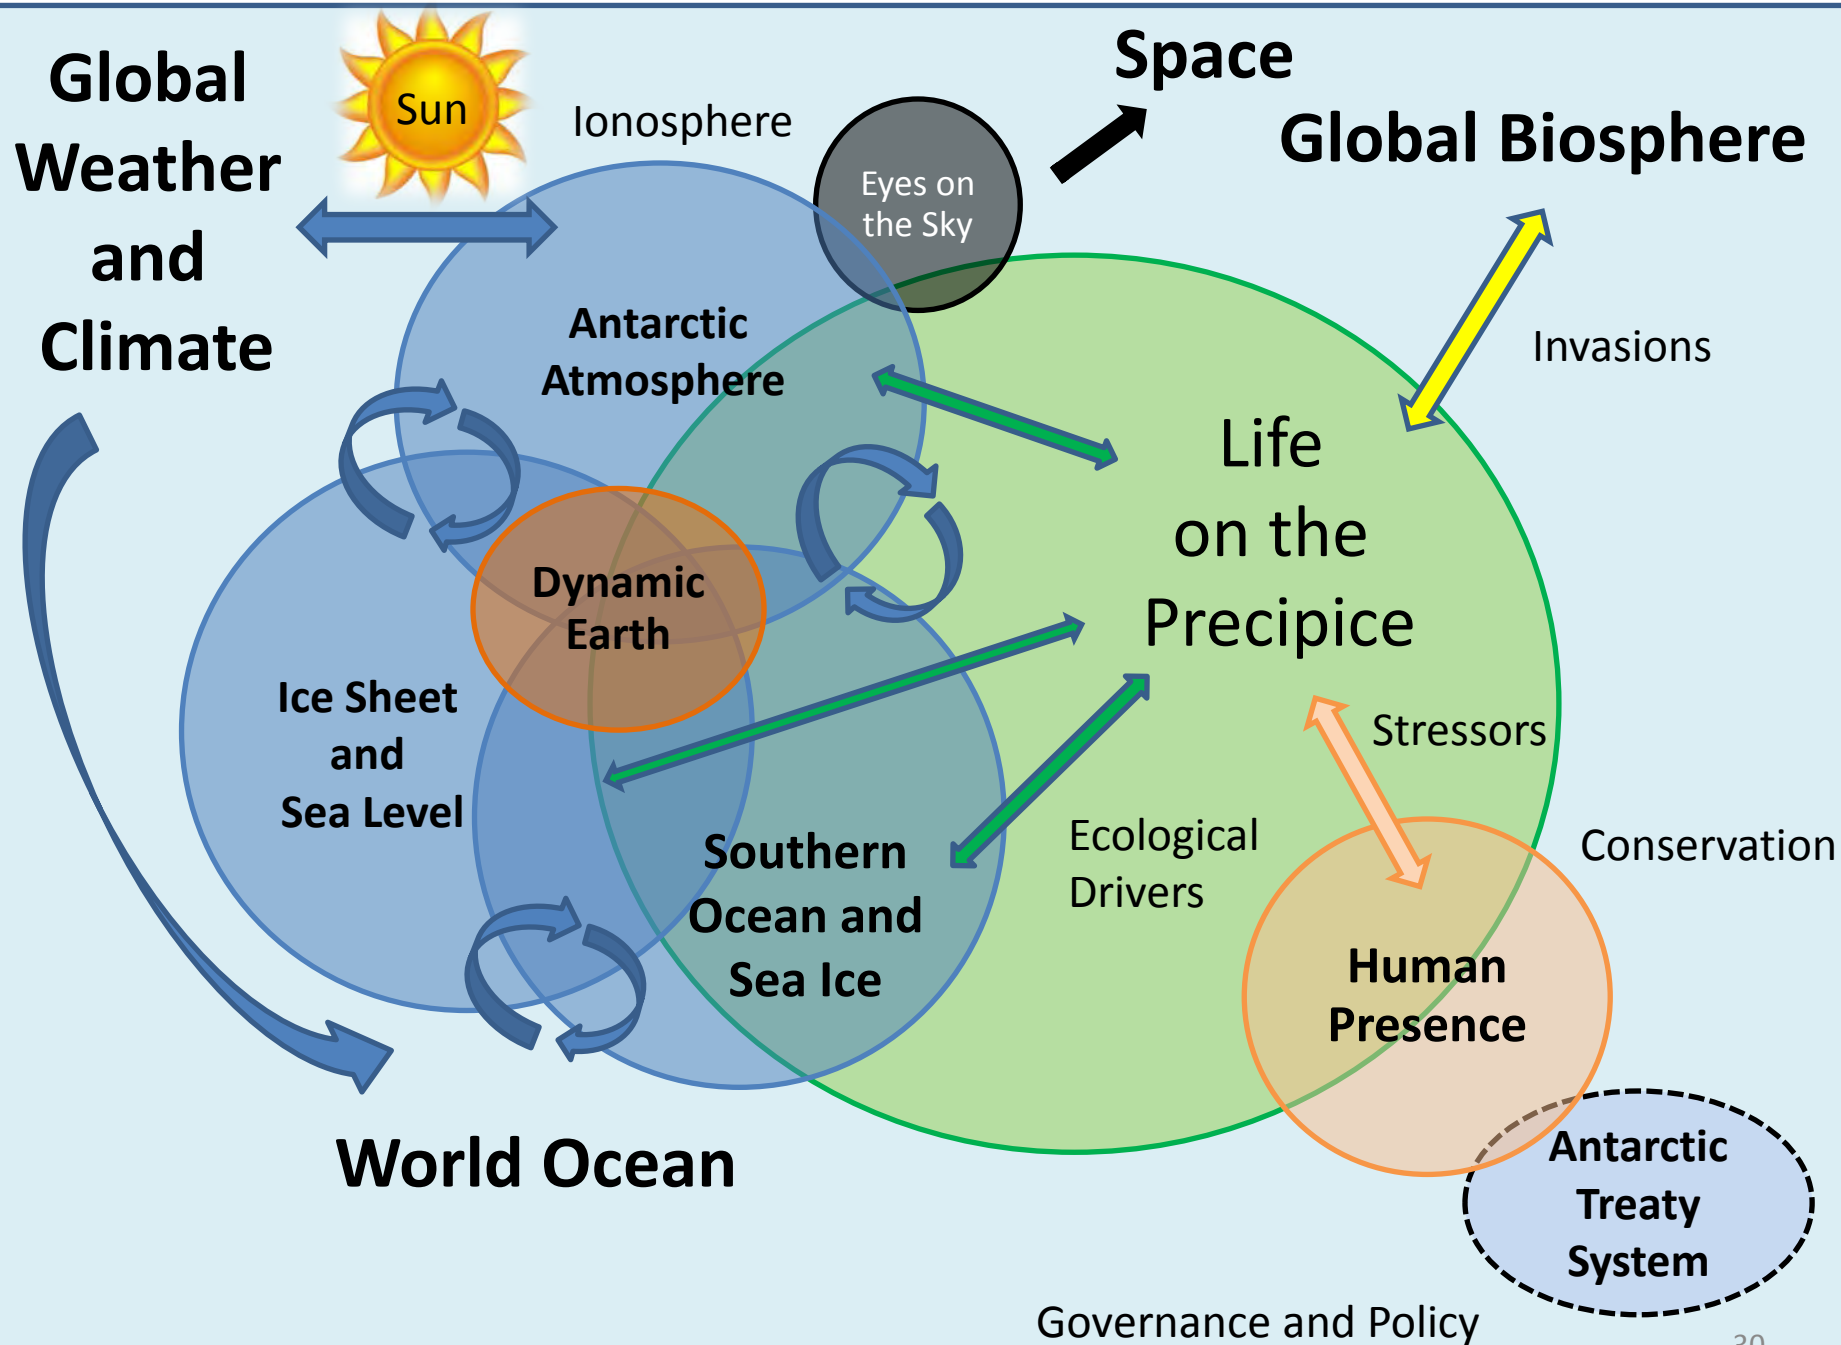 Global
Weather
and
Climate
Sun
Ionosphere
Space
Global Biosphere
Eyes on
the Sky
Antarctic
Atmosphere
Invasions
Life
on the
Precipice
Dynamic
Earth
Ice Sheet
and
Sea Level
Stressors
Southern
Ocean and
Sea Ice
Ecological
Drivers
Conservation
Human
Presence
World Ocean
Antarctic
Treaty
System
Governance and Policy